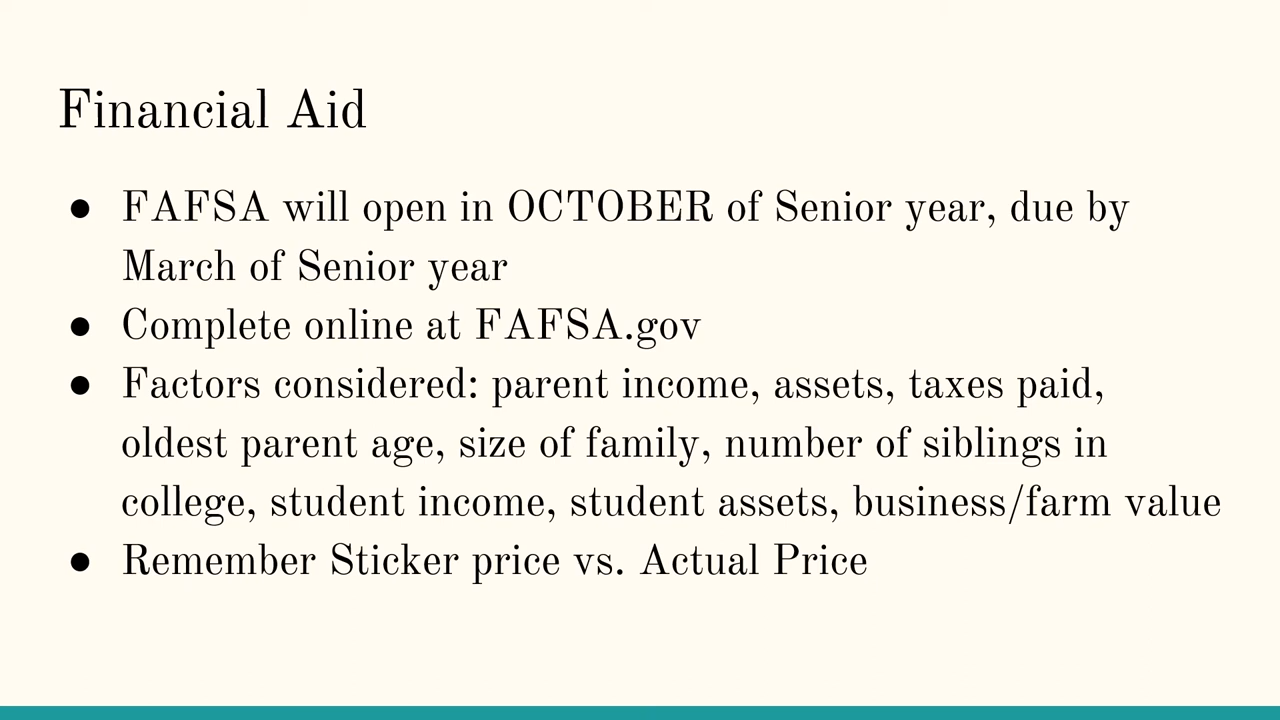 Financial Aid
● FAFSA will open in OCTOBER of Senior year, due by
March of Senior year
● Complete online at FAFSA.gov
● Factors considered: parent income, assets, taxes paid,
oldest parent age, size of family, number of siblings in
college, student income, student assets, business/farm value
● Remember Sticker price vs. Actual Price